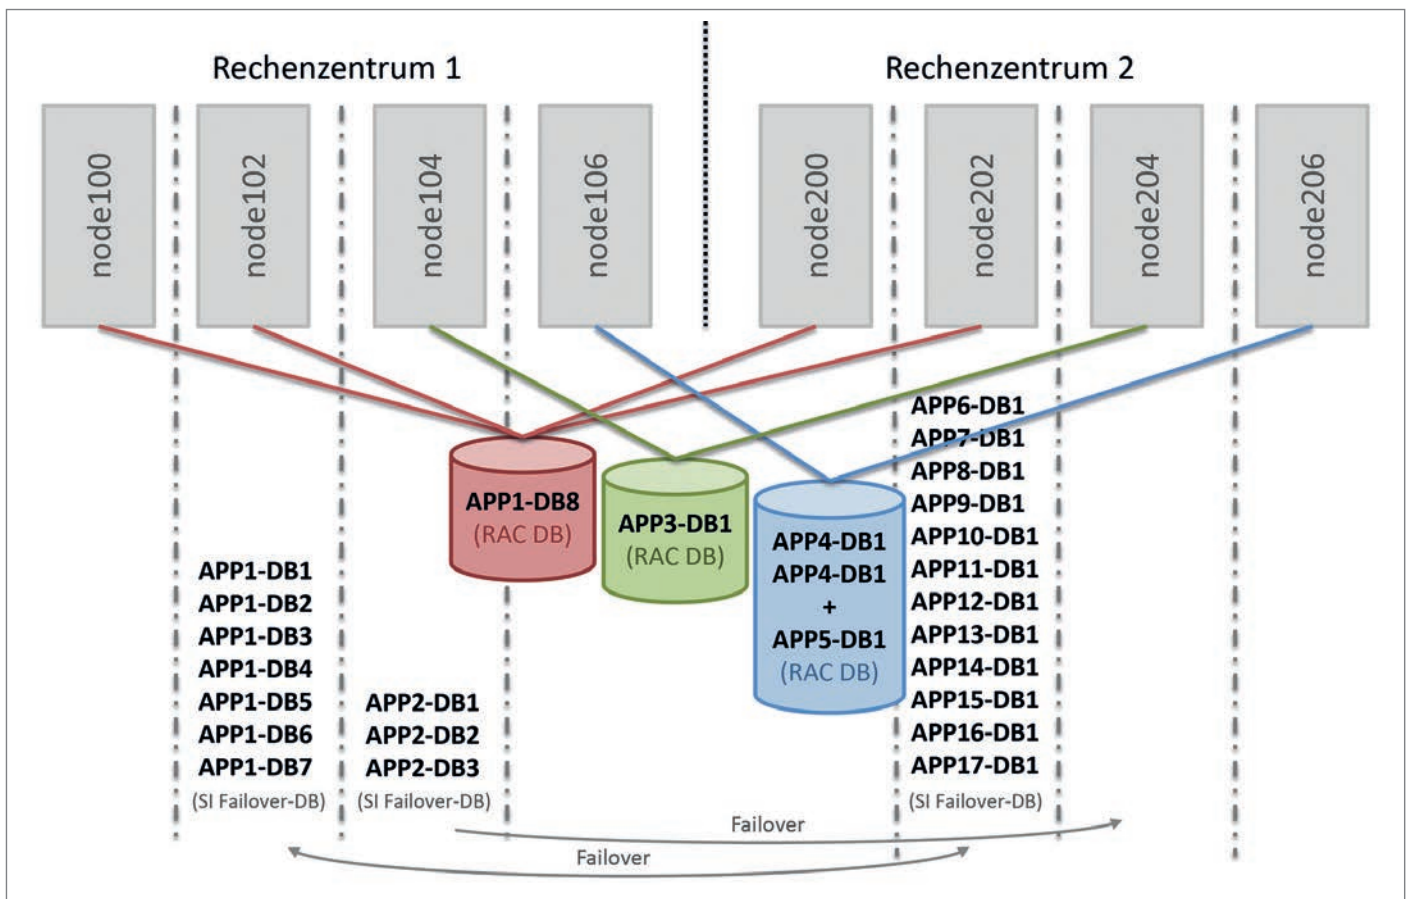 Rechenzentrum 1
Rechenzentrum 2
node100
node102
node104
node106
node200
node202
node204
node206
APP1-DB8
(RAC DB)
APP3-DB1
(RAC DB)
APP4-DB1
APP4-DB1
+
APP5-DB1
(RAC DB)
APP1-DB1
APP1-DB2
APP1-DB3
APP1-DB4
APP1-DB5
APP1-DB6
APP1-DB7
(SI Failover-DB)
APP2-DB1
APP2-DB2
APP2-DB3
(SI Failover-DB)
APP6-DB1
APP7-DB1
APP8-DB1
APP9-DB1
APP10-DB1
APP11-DB1
APP12-DB1
APP13-DB1
APP14-DB1
APP15-DB1
APP16-DB1
APP17-DB1
(SI Failover-DB)
Failover
Failover